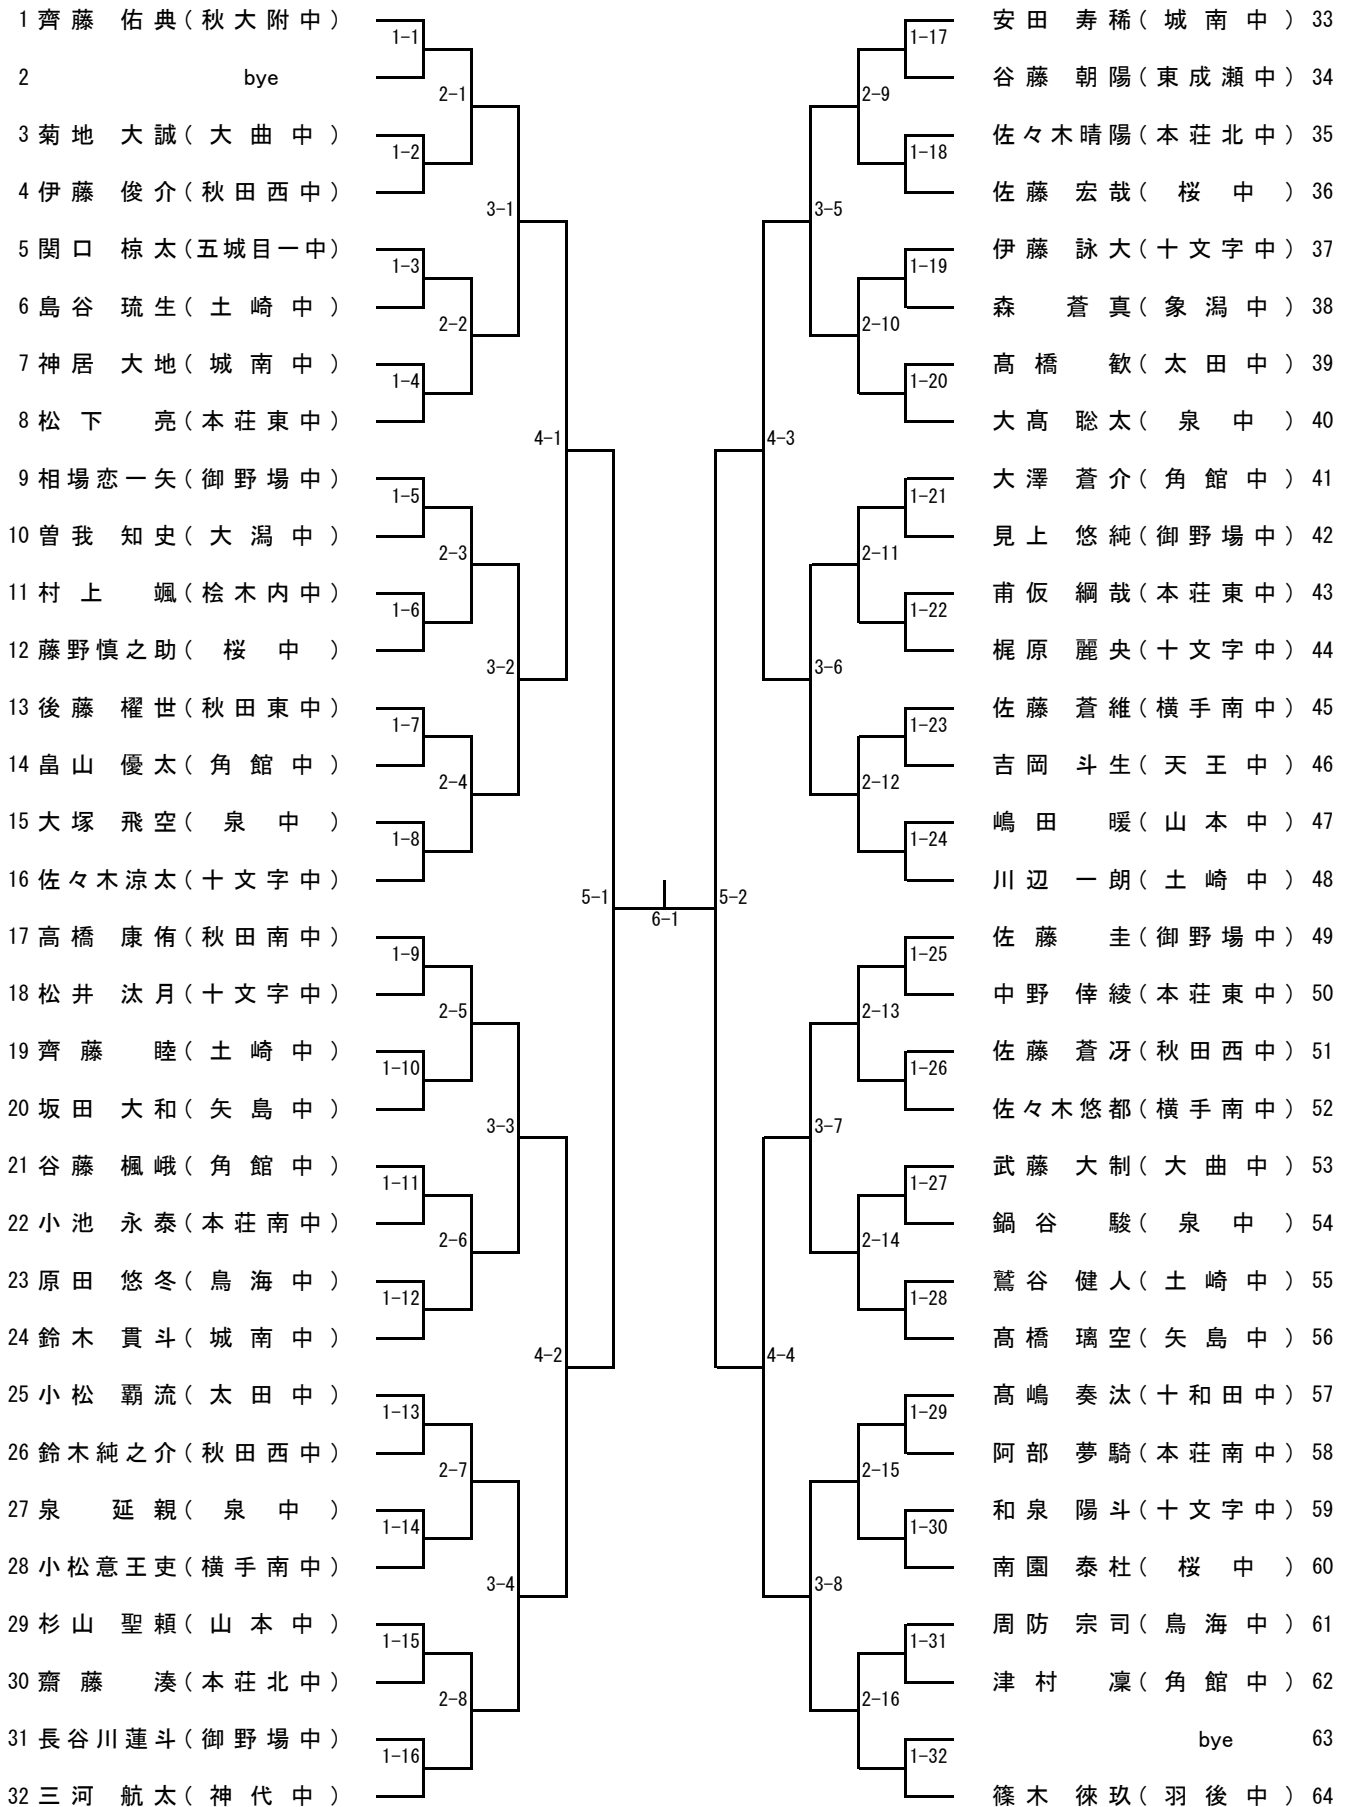 1 齊藤 佑典(秋大附中)
1-1
2 bye
2-1
3 菊地 大誠(大曲中)
1-2
4 伊藤 俊介(秋田西中)
3-1
5 関口 椋太(五城目一中)
1-3
6 島谷 琉生(土崎中)
2-2
7 神居 大地(城南中)
1-4
8 松下 亮(本荘東中)
4-1
9 相場恋一矢(御野場中)
1-5
10 曽我 知史(大潟中)
2-3
11 村上 颯(桧木内中)
1-6
12 藤野慎之助(桜中)
3-2
13 後藤 櫂世(秋田東中)
1-7
14 畠山 優太(角館中)
2-4
15 大塚 飛空(泉中)
1-8
16 佐々木涼太(十文字中)
5-1
17 高橋 康侑(秋田南中)
1-9
18 松井 汰月(十文字中)
2-5
19 齊藤 睦(土崎中)
1-10
20 坂田 大和(矢島中)
3-3
21 谷藤 楓峨(角館中)
1-11
22 小池 永泰(本荘南中)
2-6
23 原田 悠冬(鳥海中)
1-12
24 鈴木 貫斗(城南中)
4-2
25 小松 覇流(太田中)
1-13
26 鈴木純之介(秋田西中)
2-7
27 泉 延親(泉中)
1-14
28 小松意王吏(横手南中)
3-4
29 杉山 聖頼(山本中)
1-15
30 齋藤 湊(本荘北中)
2-8
31 長谷川蓮斗(御野場中)
1-16
32 三河 航太(神代中)
6-1
安田 寿稀(城南中) 33
1-17
谷藤 朝陽(東成瀬中) 34
2-9
佐々木晴陽(本荘北中) 35
1-18
佐藤 宏哉(桜中) 36
3-5
伊藤 詠大(十文字中) 37
1-19
森 蒼真(象潟中) 38
2-10
髙橋 歓(太田中) 39
1-20
大髙 聡太(泉中) 40
4-3
大澤 蒼介(角館中) 41
1-21
見上 悠純(御野場中) 42
2-11
甫仮 綱哉(本荘東中) 43
1-22
梶原 麗央(十文字中) 44
3-6
佐藤 蒼維(横手南中) 45
1-23
吉岡 斗生(天王中) 46
2-12
嶋田 暖(山本中) 47
1-24
川辺 一朗(土崎中) 48
5-2
佐藤 圭(御野場中) 49
1-25
中野 倖綾(本荘東中) 50
2-13
佐藤 蒼冴(秋田西中) 51
1-26
佐々木悠都(横手南中) 52
3-7
武藤 大制(大曲中) 53
1-27
鍋谷 駿(泉中) 54
2-14
鷲谷 健人(土崎中) 55
1-28
髙橋 璃空(矢島中) 56
4-4
髙嶋 奏汰(十和田中) 57
1-29
阿部 夢騎(本荘南中) 58
2-15
和泉 陽斗(十文字中) 59
1-30
南園 泰杜(桜中) 60
3-8
周防 宗司(鳥海中) 61
1-31
津村 凜(角館中) 62
2-16
bye 63
1-32
篠木 徠玖(羽後中) 64